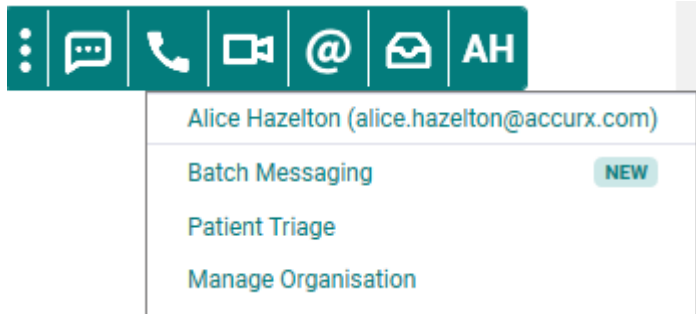 @ AH
Alice Hazelton (alice.hazelton@accurx.com)
Batch Messaging NEW
Patient Triage
Manage Organisation